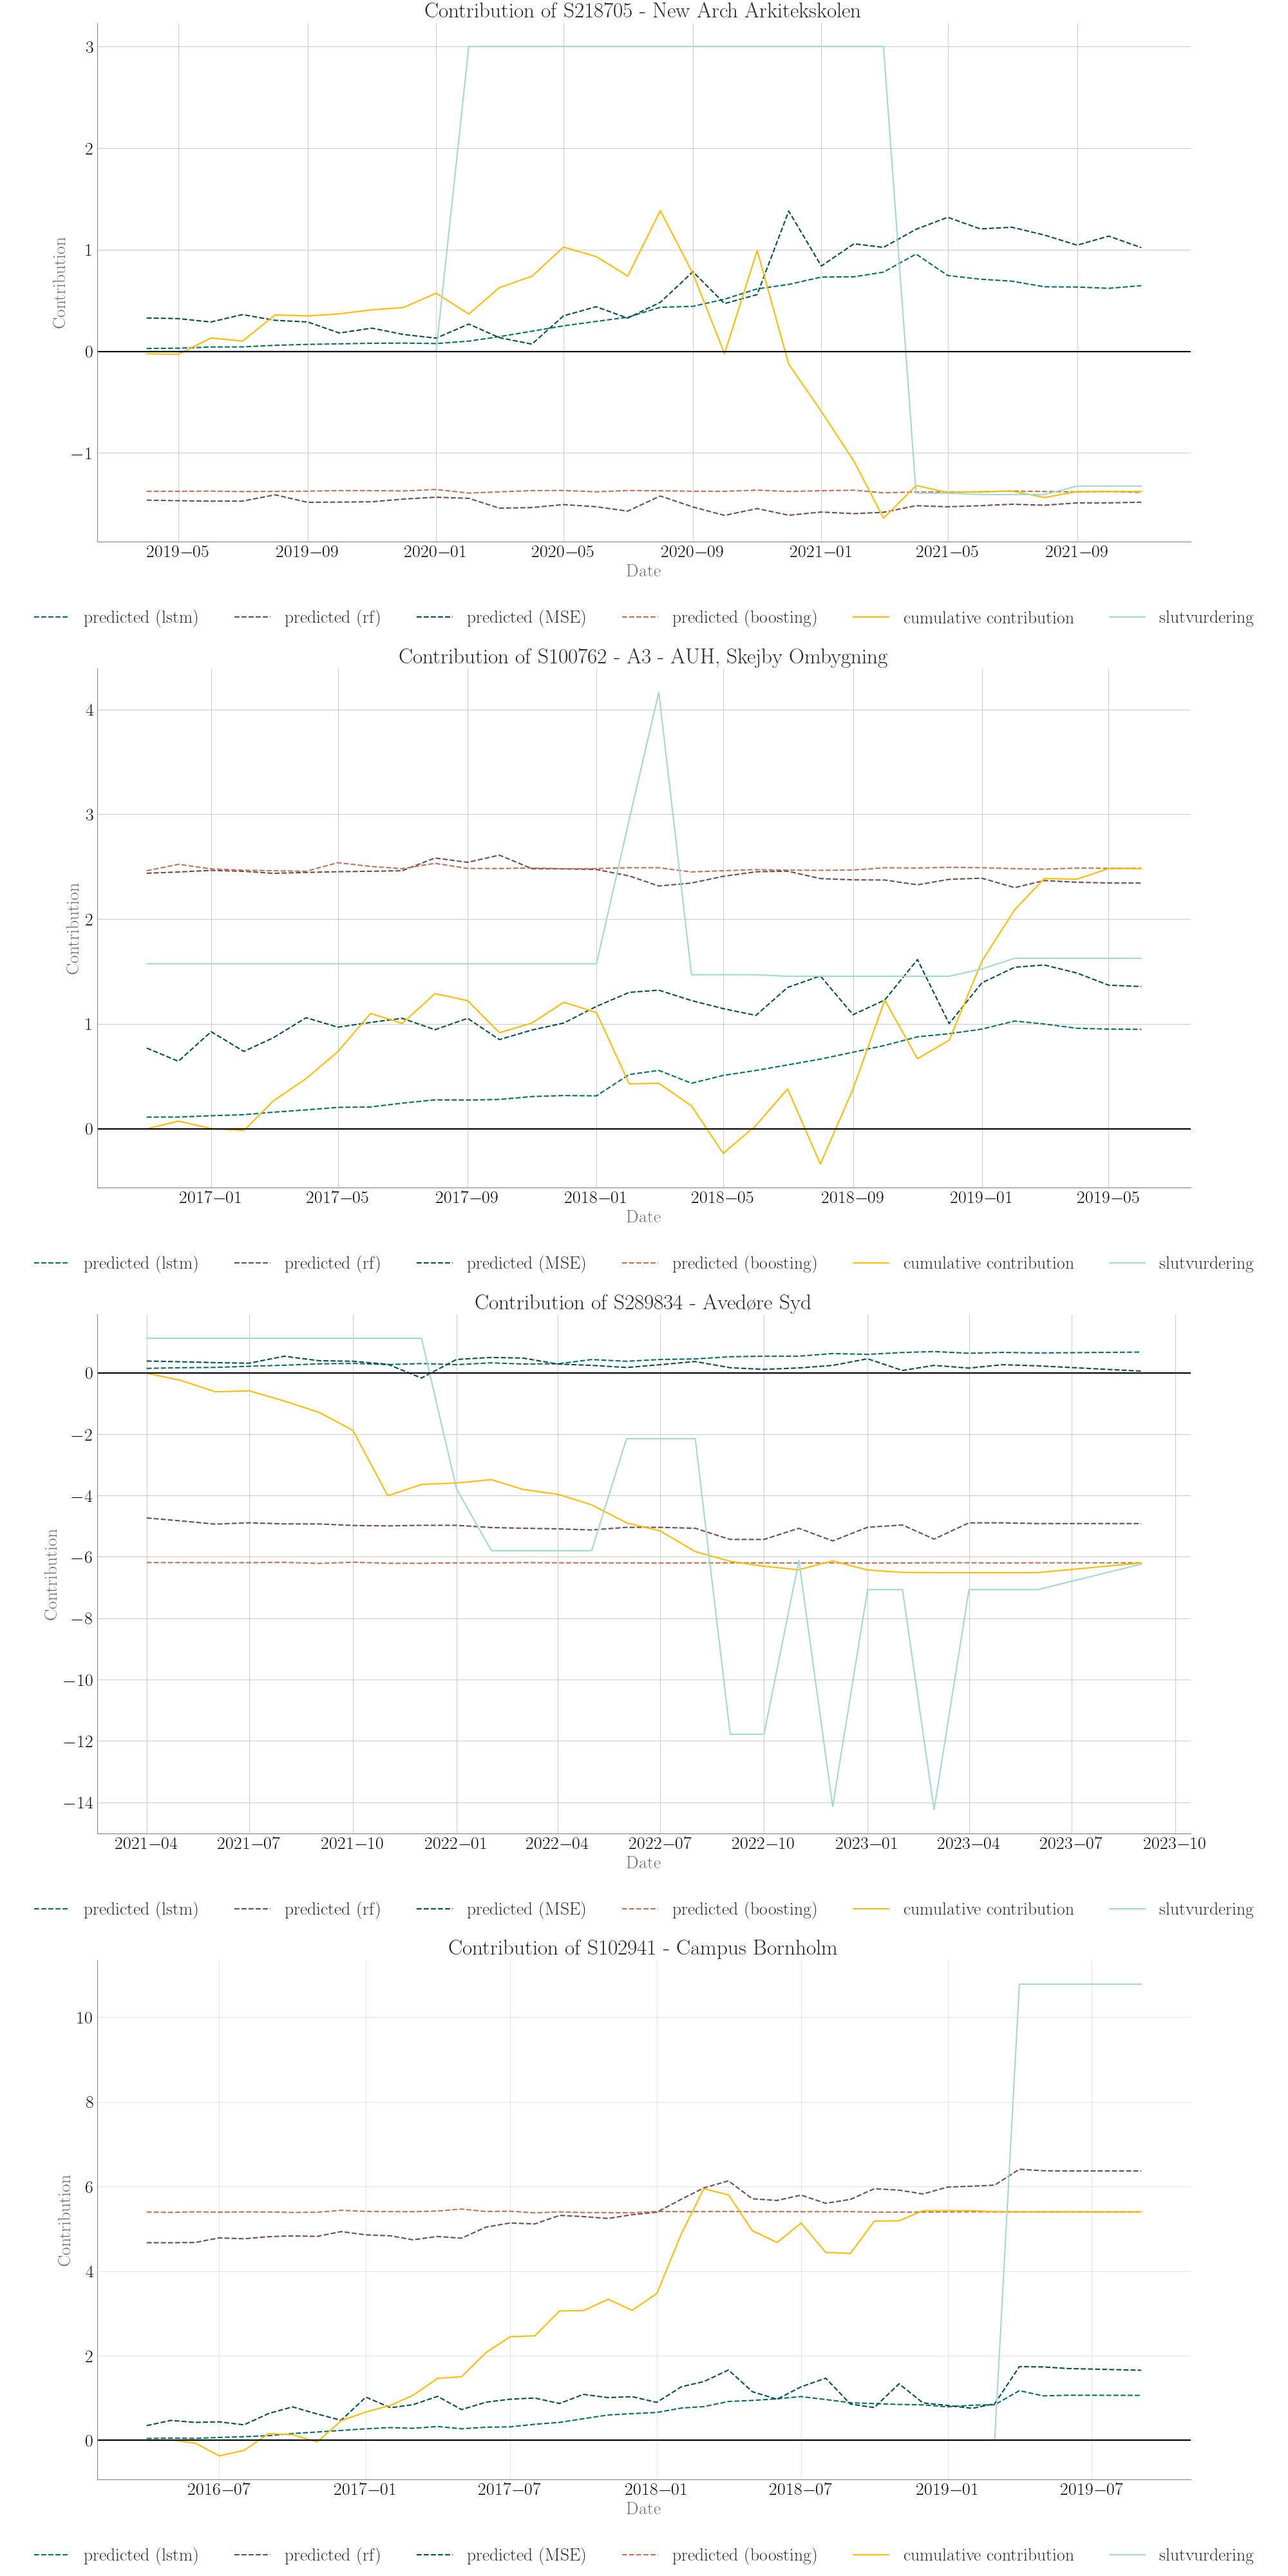 Contribution of S218705 - New Arch Arkitekskolen
3
2
1
0
−1
Contribution
2019−05 2019−09 2020−01 2020−05 2020−09 2021−01 2021−05 2021−09
Date
predicted (lstm) predicted (rf) predicted (MSE) predicted (boosting) cumulative contribution slutvurdering
Contribution of S100762 - A3 - AUH, Skejby Ombygning
4
3
2
1
0
Contribution
2017−01 2017−05 2017−09 2018−01 2018−05 2018−09 2019−01 2019−05
Date
predicted (lstm) predicted (rf) predicted (MSE) predicted (boosting) cumulative contribution slutvurdering
Contribution of S289834 - Avedøre Syd
0
−2
−4
−6
−8
−10
−12
−14
Contribution
2021−04 2021−07 2021−10 2022−01 2022−04 2022−07 2022−10 2023−01 2023−04 2023−07 2023−10
Date
predicted (lstm) predicted (rf) predicted (MSE) predicted (boosting) cumulative contribution slutvurdering
Contribution of S102941 - Campus Bornholm
10
8
6
4
2
0
Contribution
2016−07 2017−01 2017−07 2018−01 2018−07 2019−01 2019−07
Date
predicted (lstm) predicted (rf) predicted (MSE) predicted (boosting) cumulative contribution slutvurdering